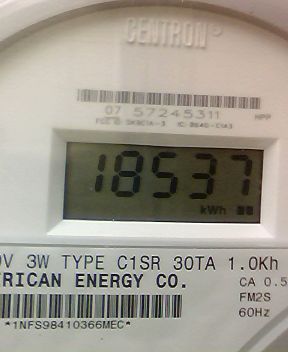 CENTRON®
07 57245311
HPP
18537
kWh
V 3W TYPE C1SR 30TA 1.0Kh
RICAN ENERGY CO.
CA 0.5
FM2S
60Hz
*1NFS98410366MEC*